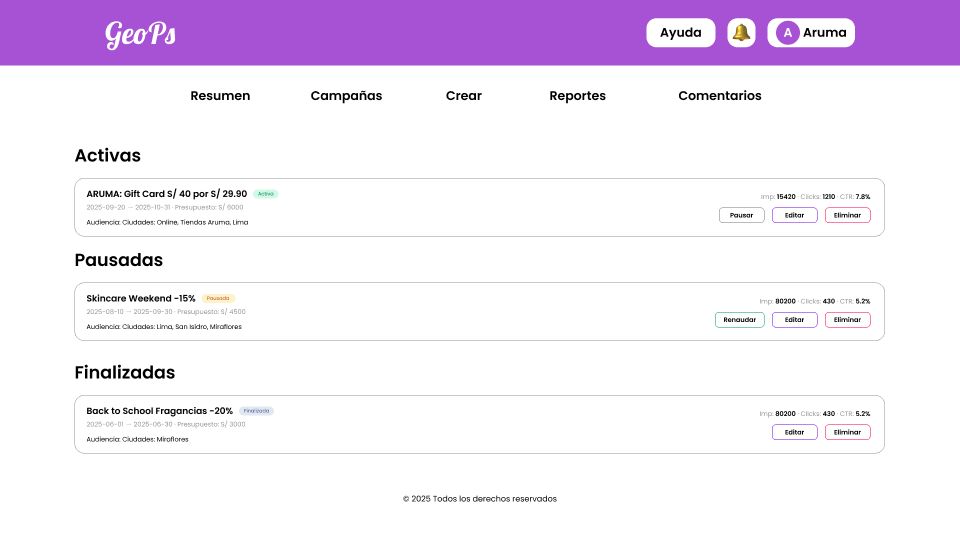 GeoPs
Ayuda
A Aruma
Resumen Campañas Crear Reportes Comentarios
Activas
ARUMA: Gift Card S/ 40 por S/ 29.90 Activa
2025-09-20 — 2025-10-31 · Presupuesto: S/ 6000
Audiencia: Ciudades: Online, Tiendas Aruma, Lima
Imp: 15420 · Clicks: 1210 · CTR: 7.8%
Pausar Editar Eliminar
Pausadas
Skincare Weekend -15% Pausada
2025-08-10 — 2025-09-30 · Presupuesto: S/ 4500
Audiencia: Ciudades: Lima, San Isidro, Miraflores
Imp: 80200 · Clicks: 430 · CTR: 5.2%
Renaudar Editar Eliminar
Finalizadas
Back to School Fragancias -20% Finalizada
2025-06-01 — 2025-06-30 · Presupuesto: S/ 3000
Audiencia: Ciudades: Miraflores
Imp: 80200 · Clicks: 430 · CTR: 5.2%
Editar Eliminar
© 2025 Todos los derechos reservados